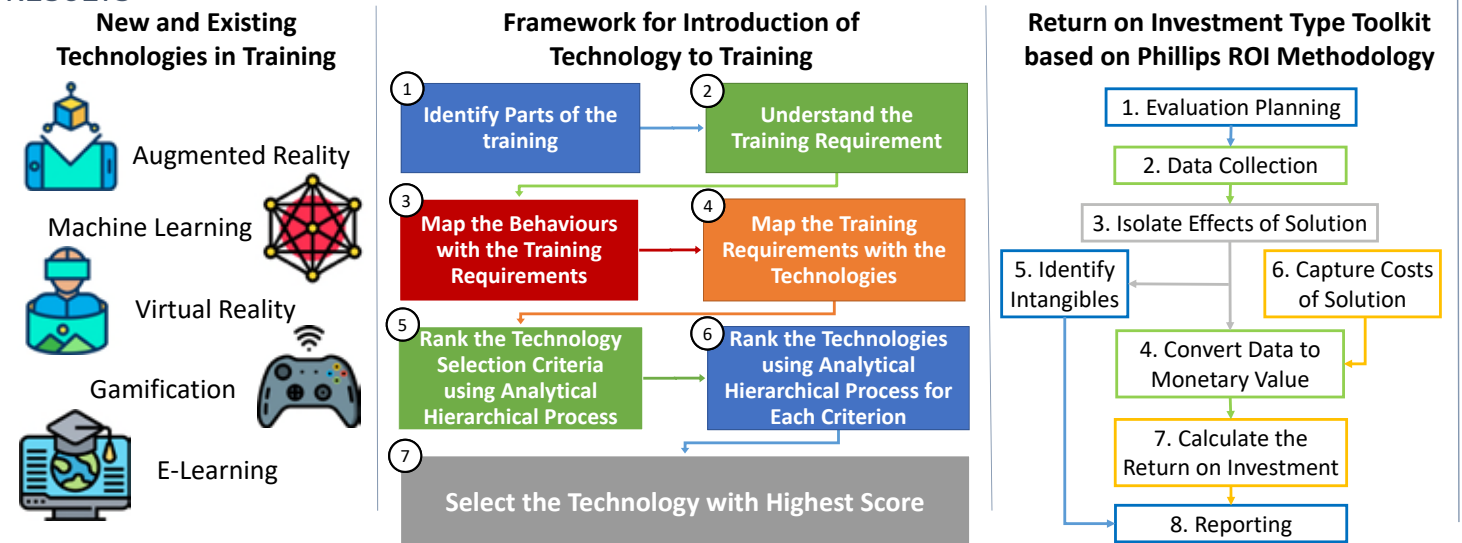 RESULTS
New and Existing
Technologies in Training
Augmented Reality
Machine Learning
Virtual Reality
Gamification
E-Learning
Framework for Introduction of
Technology to Training
1
Identify Parts of the
training
2
Understand the
Training Requirement
3
Map the Behaviours
with the Training
Requirements
4
Map the Training
Requirements with the
Technologies
5
Rank the Technology
Selection Criteria
using Analytical
Hierarchical Process
6
Rank the Technologies
using Analytical
Hierarchical Process for
Each Criterion
7
Select the Technology with Highest Score
Return on Investment Type Toolkit
based on Phillips ROI Methodology
1. Evaluation Planning
2. Data Collection
3. Isolate Effects of Solution
5. Identify
Intangibles
6. Capture Costs
of Solution
4. Convert Data to
Monetary Value
7. Calculate the
Return on Investment
8. Reporting